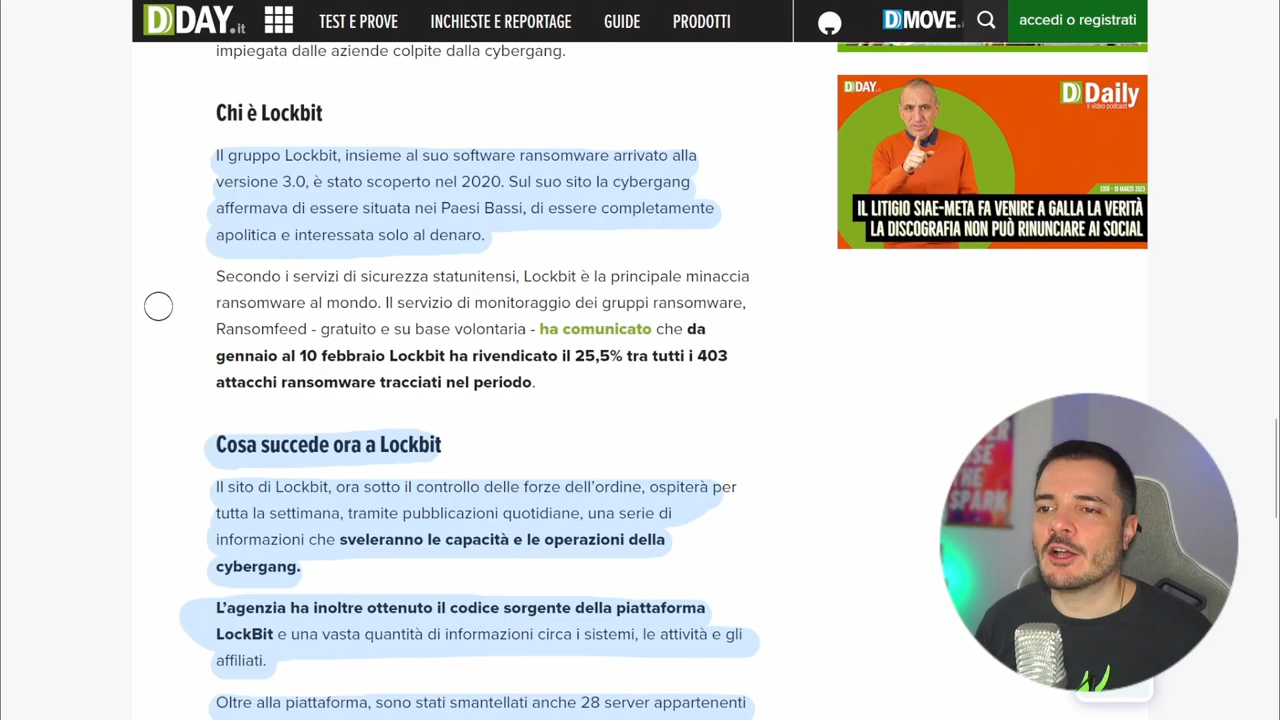 DDAY.it
TEST E PROVE
INCHIESTE E REPORTAGE
GUIDE
PRODOTTI
DMOVE.
accedi o registrati
impiegata dalle aziende colpite dalla cybergang.
Chi è Lockbit
Il gruppo Lockbit, insieme al suo software ransomware arrivato alla
versione 3.0, è stato scoperto nel 2020. Sul suo sito la cybergang
affermava di essere situata nei Paesi Bassi, di essere completamente
apolitica e interessata solo al denaro.
Secondo i servizi di sicurezza statunitensi, Lockbit è la principale minaccia
ransomware al mondo. Il servizio di monitoraggio dei gruppi ransomware,
Ransomfeed - gratuito e su base volontaria - ha comunicato che da
gennaio al 10 febbraio Lockbit ha rivendicato il 25,5% tra tutti i 403
attacchi ransomware tracciati nel periodo.
Cosa succede ora a Lockbit
Il sito di Lockbit, ora sotto il controllo delle forze dell'ordine, ospiterà per
tutta la settimana, tramite pubblicazioni quotidiane, una serie di
informazioni che sveleranno le capacità e le operazioni della
cybergang.
L'agenzia ha inoltre ottenuto il codice sorgente della piattaforma
LockBit e una vasta quantità di informazioni circa i sistemi, le attività e gli
affiliati.
Oltre alla piattaforma, sono stati smantellati anche 28 server appartenenti
DDAY.it
DDaily
il video podcast
MARZO 2023
IL LITIGIO SIAE-META FA VENIRE A GALLA LA VERITÀ
LA DISCOGRAFIA NON PUÒ RINUNCIARE AI SOCIAL
THE
SPARK